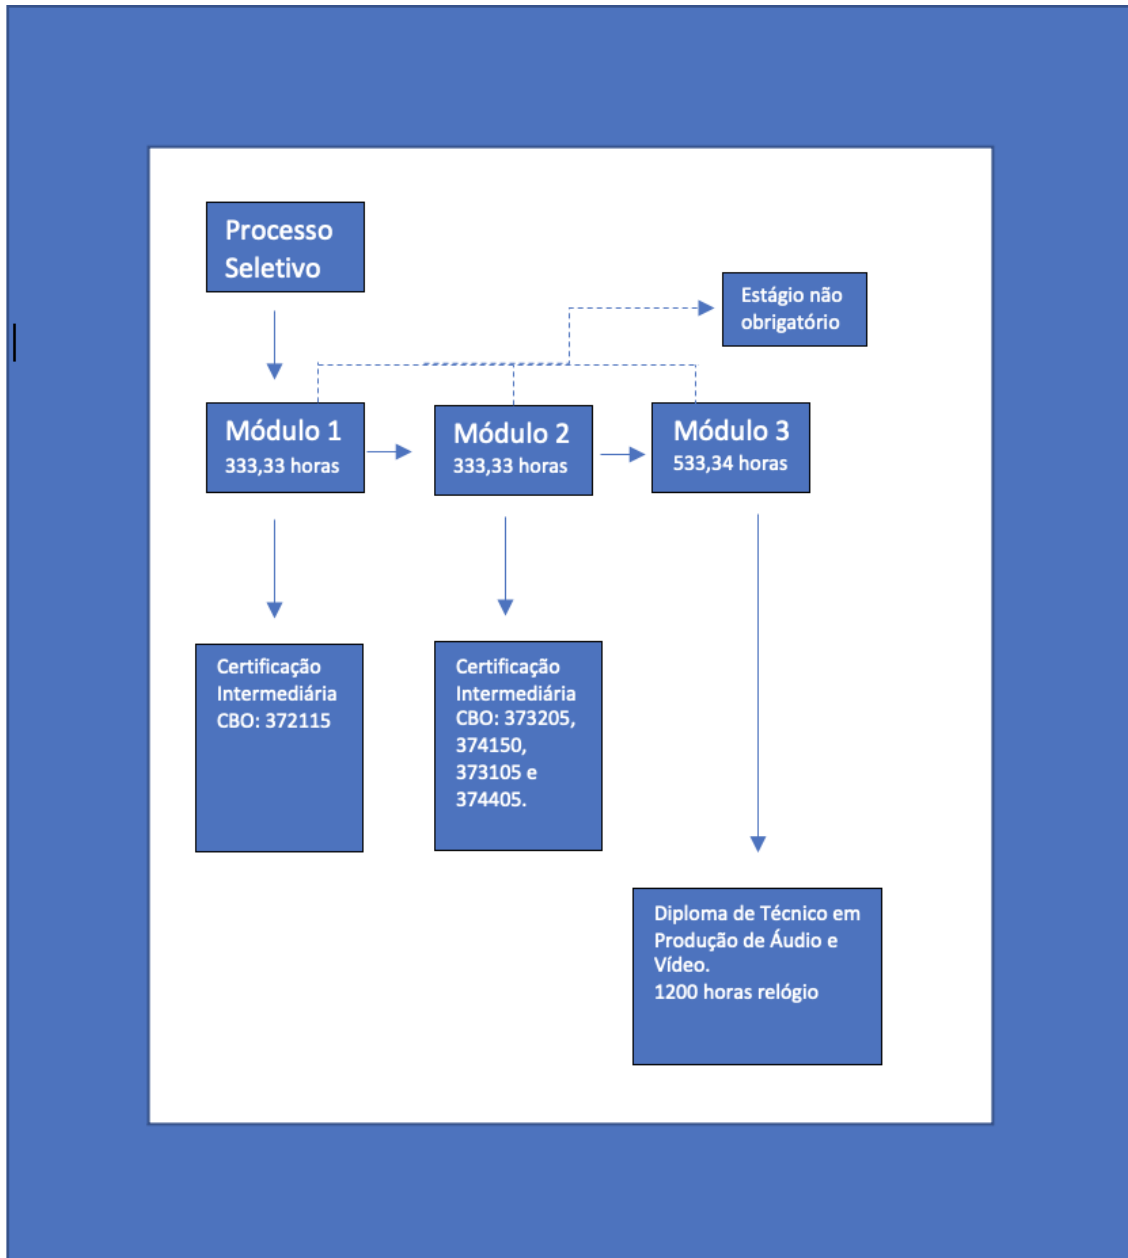 Processo
Seletivo
Estágio não
obrigatório
Módulo 1
333,33 horas
Módulo 2
333,33 horas
Módulo 3
533,34 horas
Certificação
Intermediária
CBO: 372115
Certificação
Intermediária
CBO: 373205,
374150,
373105 e
374405.
Diploma de Técnico em
Produção de Áudio e
Vídeo.
1200 horas relógio